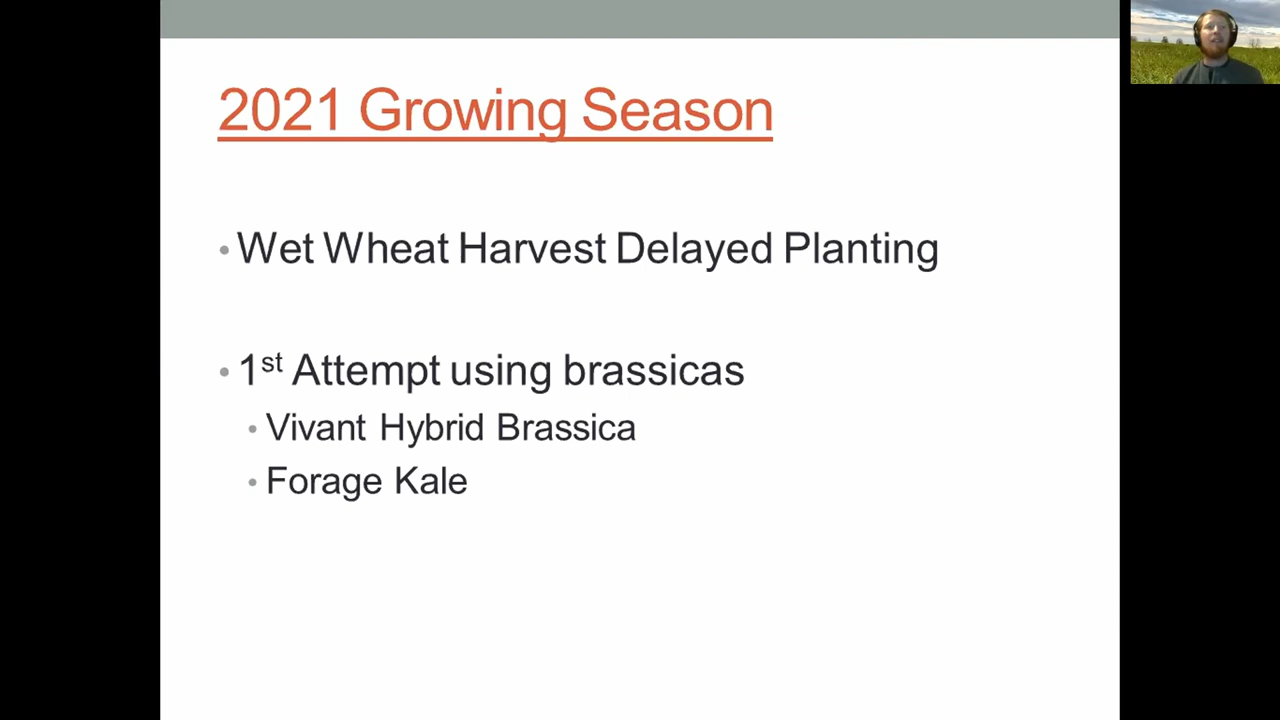 2021 Growing Season
• Wet Wheat Harvest Delayed Planting
• 1st Attempt using brassicas
• Vivant Hybrid Brassica
• Forage Kale